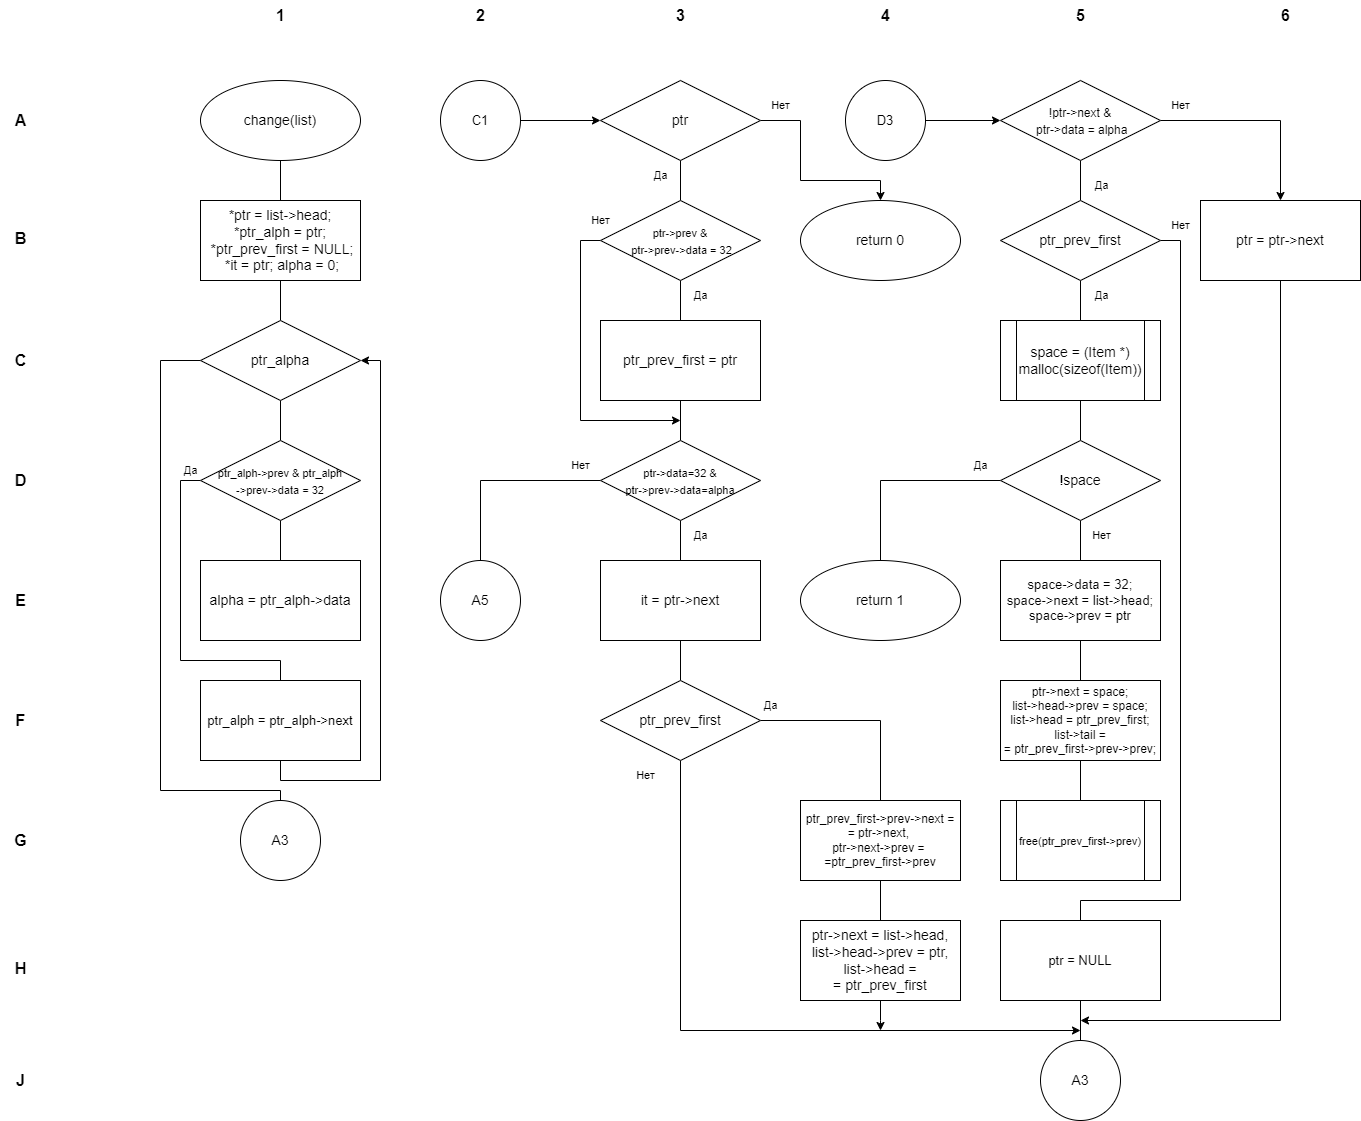 1
2
3
4
5
6
A
change(list)
C1
ptr
Нет
D3
!ptr->next &
ptr->data = alpha
Нет
Да
Да
B
*ptr = list->head;
*ptr_alph = ptr;
*ptr_prev_first = NULL;
*it = ptr; alpha = 0;
Нет
ptr->prev &
ptr->prev->data = 32
return 0
ptr_prev_first
Нет
ptr = ptr->next
Да
Да
C
ptr_alpha
ptr_prev_first = ptr
space = (Item *)
malloc(sizeof(Item))
D
Да
ptr_alph->prev & ptr_alph
->prev->data = 32
Нет
ptr->data=32 &
ptr->prev->data=alpha
Да
!space
Да
Нет
E
alpha = ptr_alph->data
A5
it = ptr->next
return 1
space->data = 32;
space->next = list->head;
space->prev = ptr
F
ptr_alph = ptr_alph->next
ptr_prev_first
Да
Нет
ptr->next = space;
list->head->prev = space;
list->head = ptr_prev_first;
list->tail =
= ptr_prev_first->prev->prev;
G
A3
ptr_prev_first->prev->next =
= ptr->next,
ptr->next->prev =
=ptr_prev_first->prev
free(ptr_prev_first->prev)
H
ptr->next = list->head,
list->head->prev = ptr,
list->head =
= ptr_prev_first
ptr = NULL
J
A3